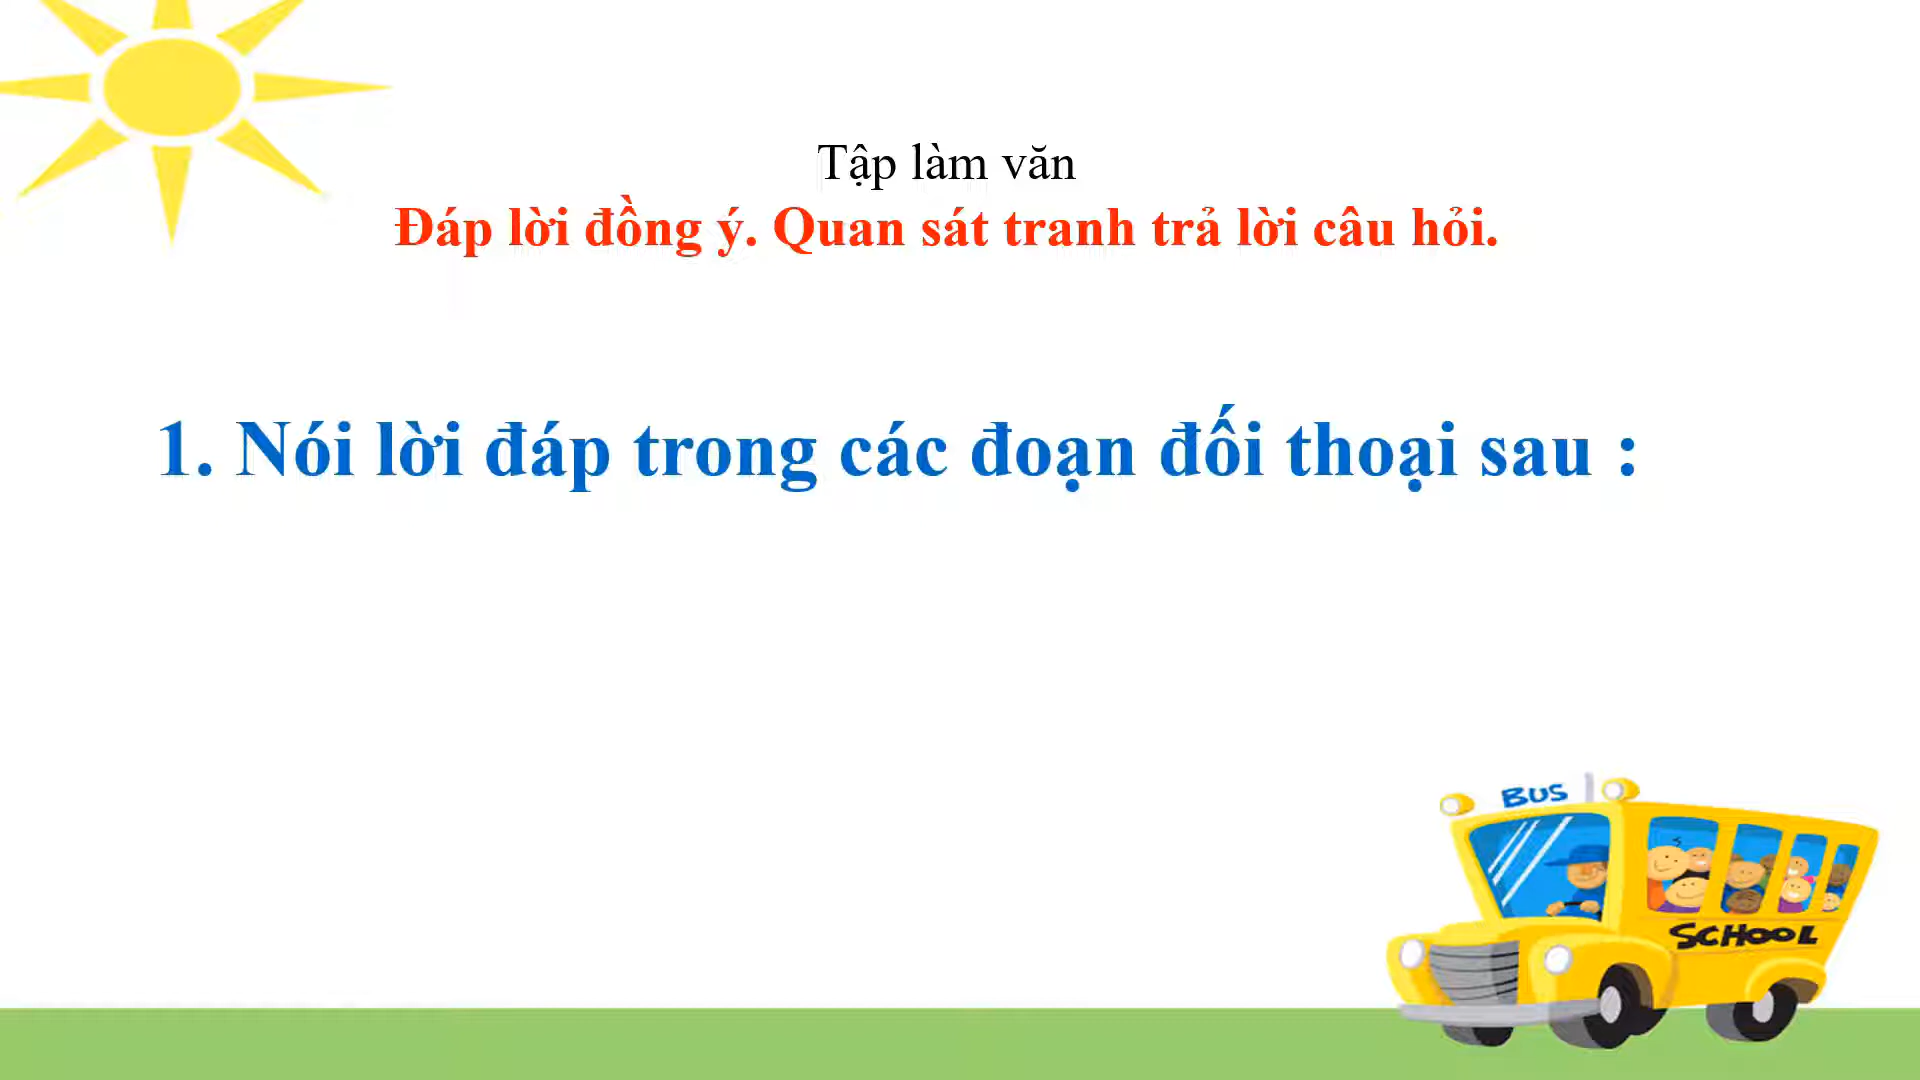 Tập làm văn
Đáp lời đồng ý. Quan sát tranh trả lời câu hỏi.
1. Nói lời đáp trong các đoạn đối thoại sau :
BUS
SCHOOL